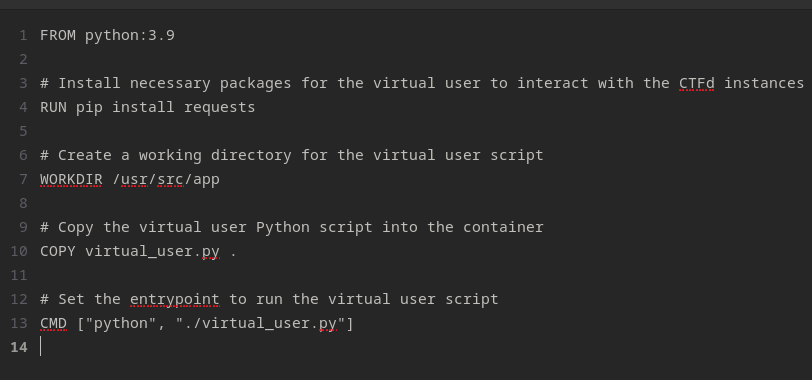 1 FROM python:3.9
2
3 # Install necessary packages for the virtual user to interact with the CTFd instances
4 RUN pip install requests
5
6 # Create a working directory for the virtual user script
7 WORKDIR /usr/src/app
8
9 # Copy the virtual user Python script into the container
10 COPY virtual_user.py .
11
12 # Set the entrypoint to run the virtual user script
13 CMD ["python", "./virtual_user.py"]
14